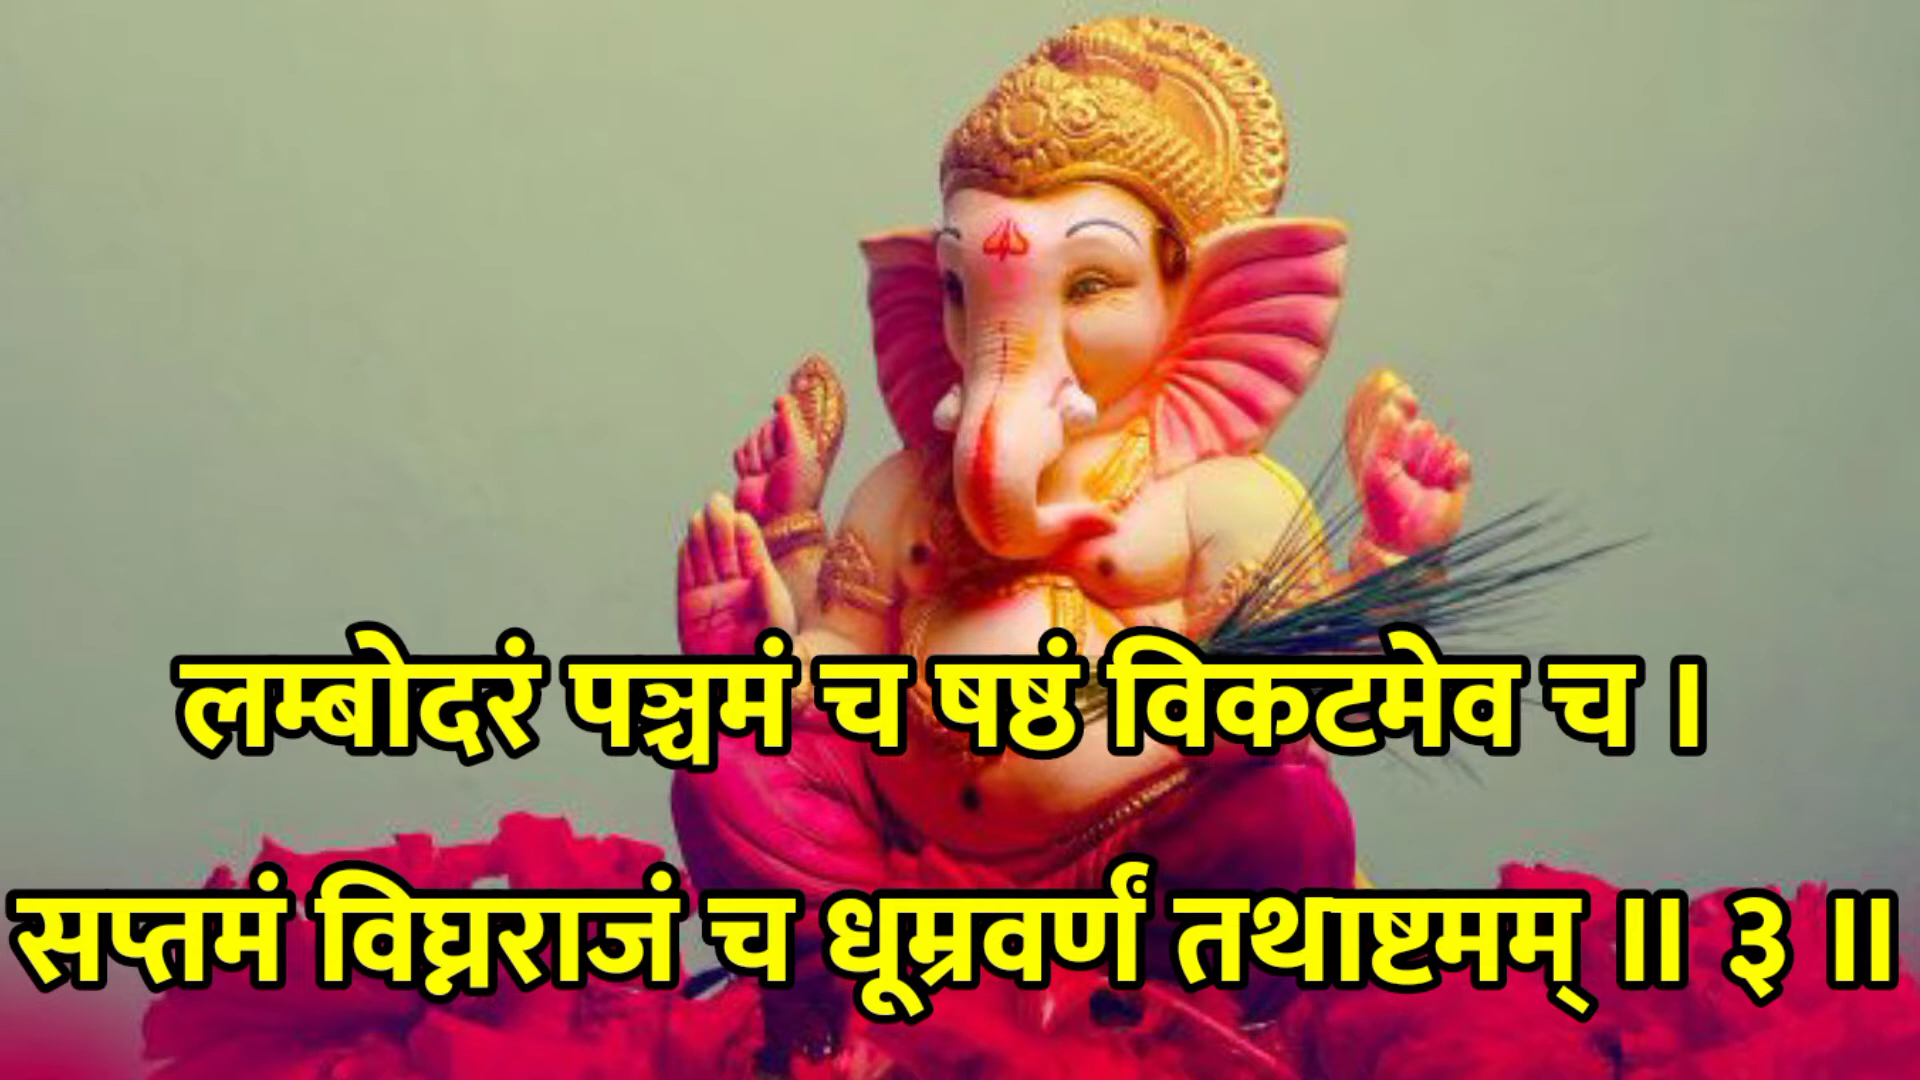 लम्बोदरं पञ्चमं च षष्ठं विकटमेव च ।
सप्तमं विघ्नराजं च धूम्रवर्णं तथाष्टमम् ॥ ३ ॥